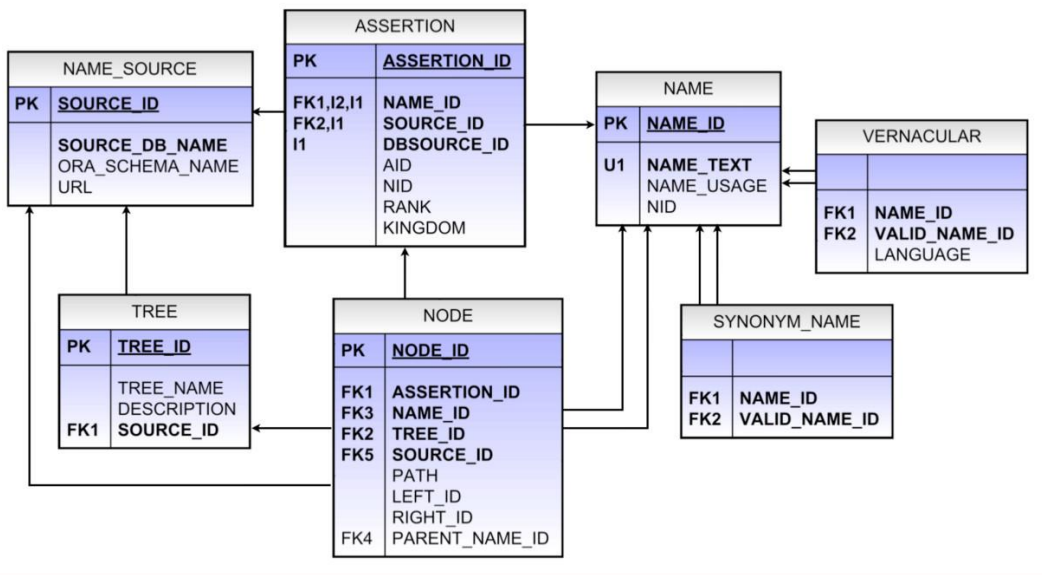 ASSERTION
PK ASSERTION_ID
FK1,I2,I1 NAME_ID
FK2,I1 SOURCE_ID
I1 DBSOURCE_ID
AID
NID
RANK
KINGDOM
NAME_SOURCE
PK SOURCE_ID
SOURCE_DB_NAME
ORA_SCHEMA_NAME
URL
NAME
PK NAME_ID
U1 NAME_TEXT
NAME_USAGE
NID
VERNACULAR
FK1 NAME_ID
FK2 VALID_NAME_ID
LANGUAGE
TREE
PK TREE_ID
TREE_NAME
DESCRIPTION
FK1 SOURCE_ID
NODE
PK NODE_ID
FK1 ASSERTION_ID
FK3 NAME_ID
FK2 TREE_ID
FK5 SOURCE_ID
PATH
LEFT_ID
RIGHT_ID
FK4 PARENT_NAME_ID
SYNONYM_NAME
FK1 NAME_ID
FK2 VALID_NAME_ID